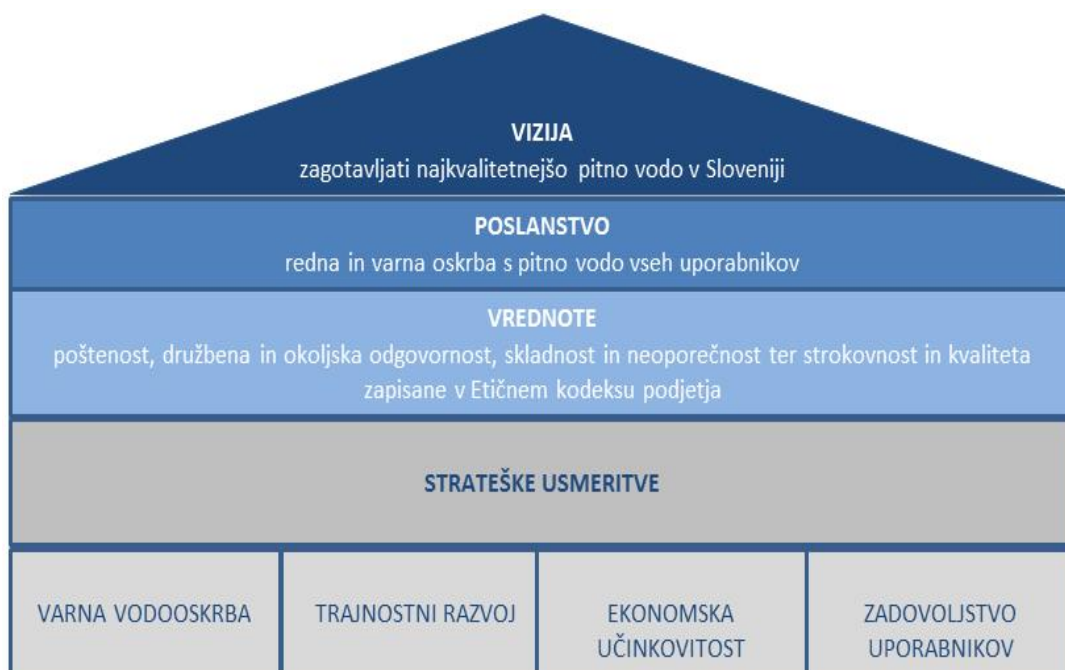 VIZIJA
zagotavljati najkvalitetnejšo pitno vodo v Sloveniji
POSLANSTVO
redna in varna oskrba s pitno vodo vseh uporabnikov
VREDNOTE
poštenost, družbena in okoljska odgovornost, skladnost in neoporečnost ter strokovnost in kvaliteta
zapisane v Etičnem kodeksu podjetja
STRATEŠKE USMERITVE
VARNA VODOOSKRBA
TRAJNOSTNI RAZVOJ
EKONOMSKA
UČINKOVITOST
ZADOVOLJSTVO
UPORABNIKOV